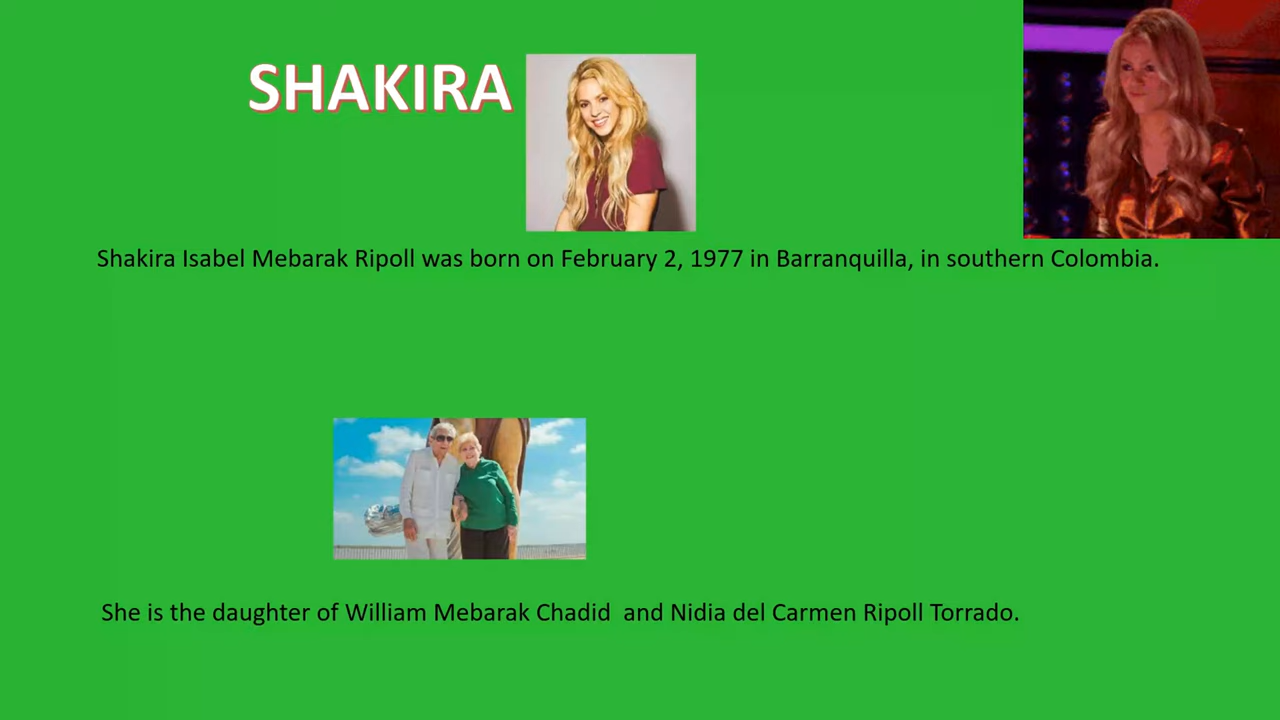 SHAKIRA
Shakira Isabel Mebarak Ripoll was born on February 2, 1977 in Barranquilla, in southern Colombia.
She is the daughter of William Mebarak Chadid  and Nidia del Carmen Ripoll Torrado.